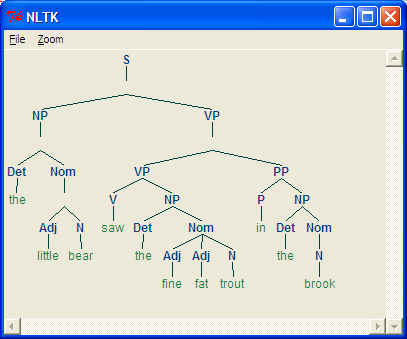 NLTK
File Zoom
S
NP VP
Det Nom VP PP
the Adj N V NP P NP
little bear saw Det Nom in Det Nom
the Adj Adj N the N
fine fat trout brook